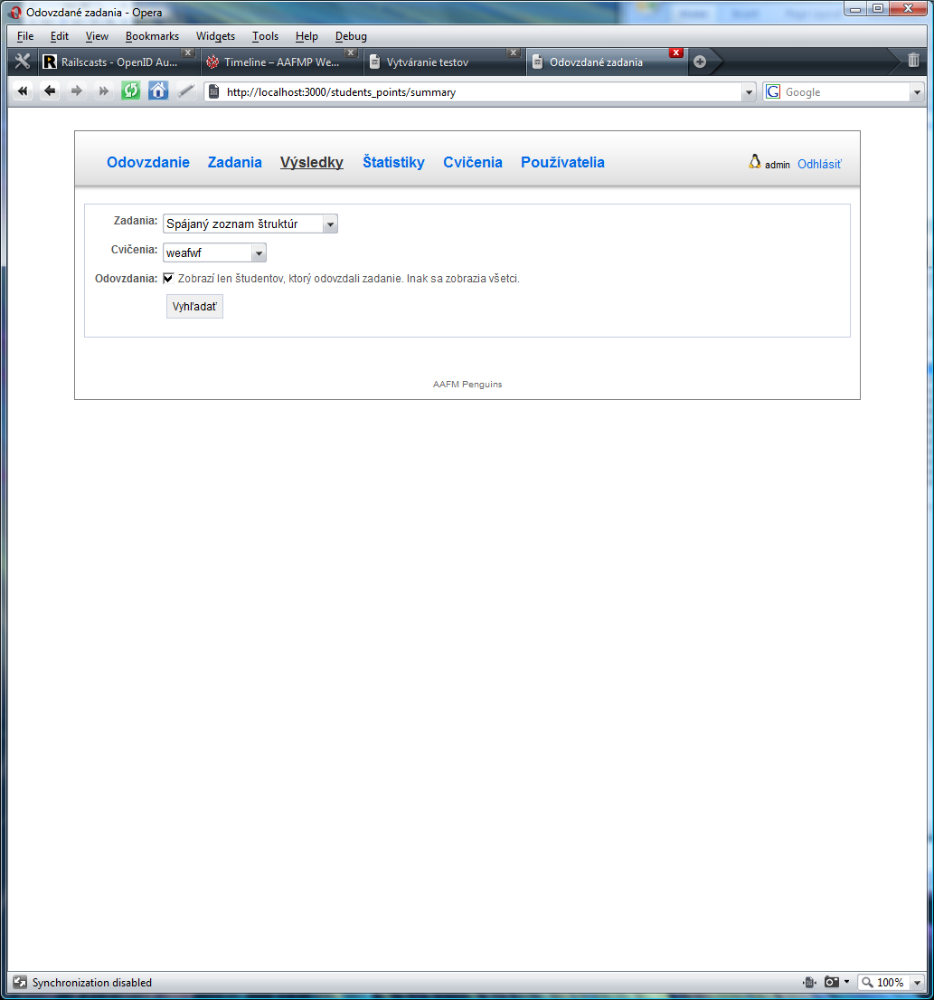 Odovzdané zadania - Opera
File Edit View Bookmarks Widgets Tools Help Debug
Railscasts - OpenID Au... Timeline – AAFMP We... Vytváranie testov Odovzdané zadania
http://localhost:3000/students_points/summary Google
Odovzdanie Zadania Výsledky Štatistiky Cvičenia Používatelia admin Odhlásiť
Zadania: Spájaný zoznam štruktúr
Cvičenia: weafwf
Odovzdania: Zobrazí len študentov, ktorý odovzdali zadanie. Inak sa zobrazia všetci.
Vyhľadať
AAFM Penguins
Synchronization disabled 100%